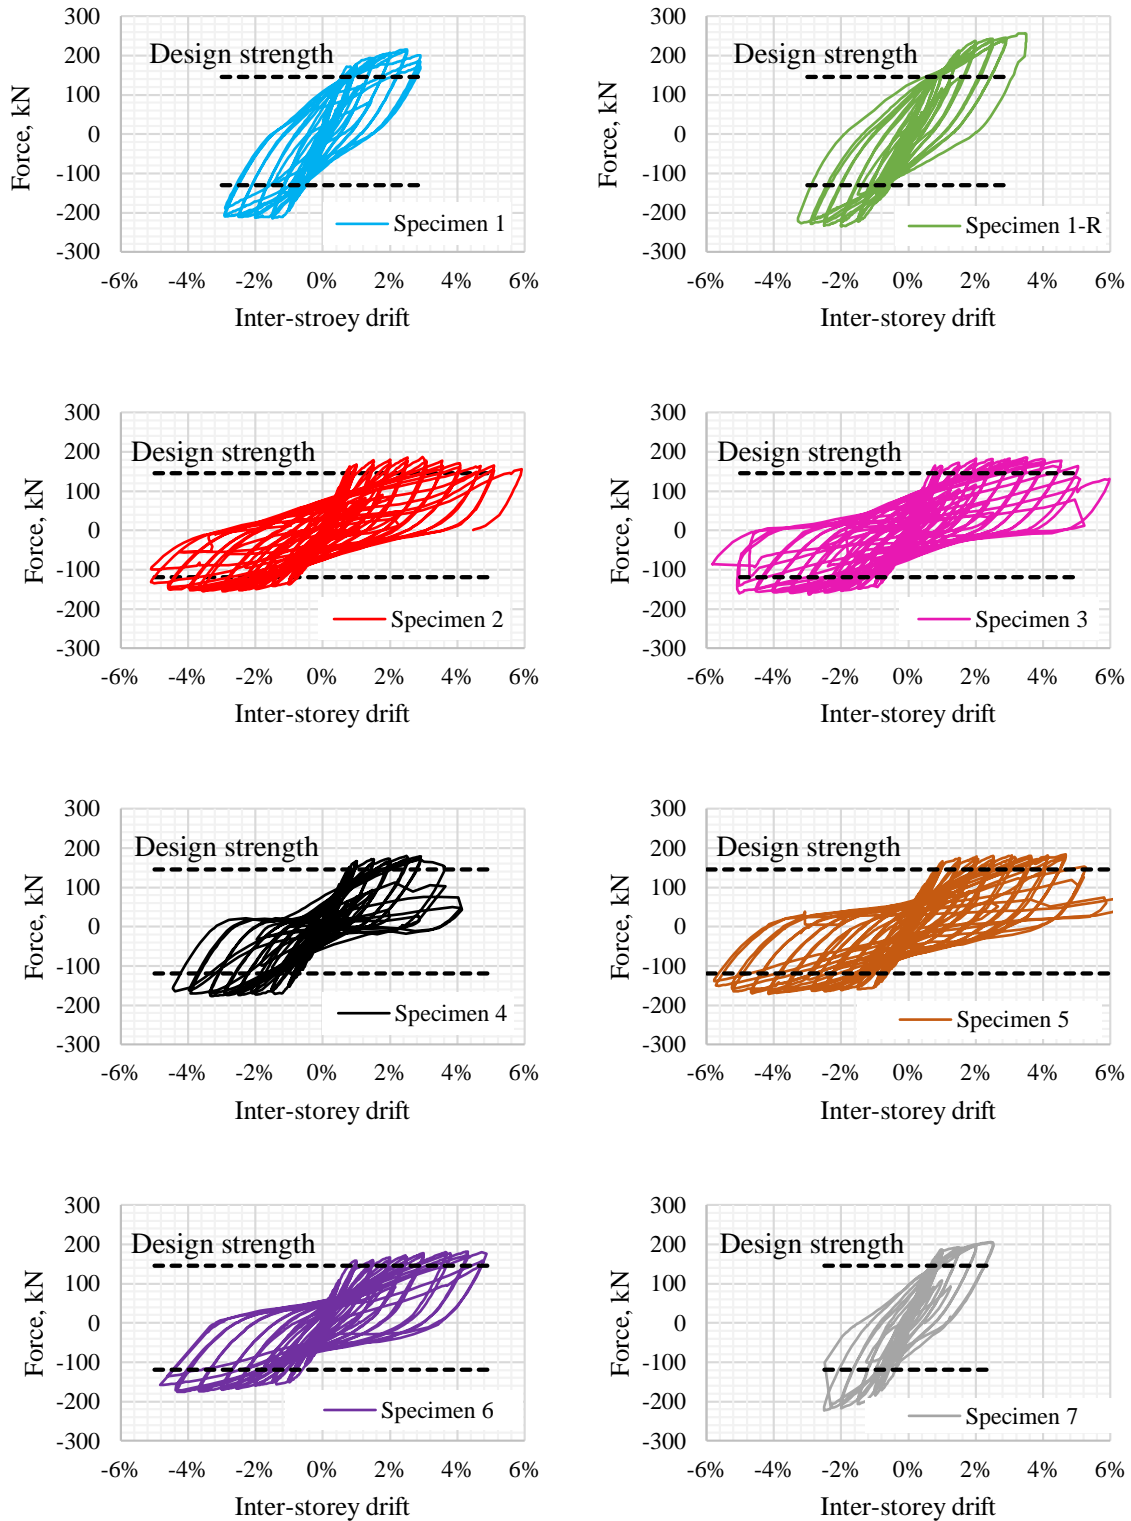 300
200
100
0
-100
-200
-300
Force, kN
Design strength
Specimen 1
-6% -4% -2% 0% 2% 4% 6%
Inter-stroey drift
300
200
100
0
-100
-200
-300
Force, kN
Design strength
Specimen 1-R
-6% -4% -2% 0% 2% 4% 6%
Inter-storey drift
300
200
100
0
-100
-200
-300
Force, kN
Design strength
Specimen 2
-6% -4% -2% 0% 2% 4% 6%
Inter-storey drift
300
200
100
0
-100
-200
-300
Force, kN
Design strength
Specimen 3
-6% -4% -2% 0% 2% 4% 6%
Inter-storey drift
300
200
100
0
-100
-200
-300
Force, kN
Design strength
Specimen 4
-6% -4% -2% 0% 2% 4% 6%
Inter-storey drift
300
200
100
0
-100
-200
-300
Force, kN
Design strength
Specimen 5
-6% -4% -2% 0% 2% 4% 6%
Inter-storey drift
300
200
100
0
-100
-200
-300
Force, kN
Design strength
Specimen 6
-6% -4% -2% 0% 2% 4% 6%
Inter-storey drift
300
200
100
0
-100
-200
-300
Force, kN
Design strength
Specimen 7
-6% -4% -2% 0% 2% 4% 6%
Inter-storey drift